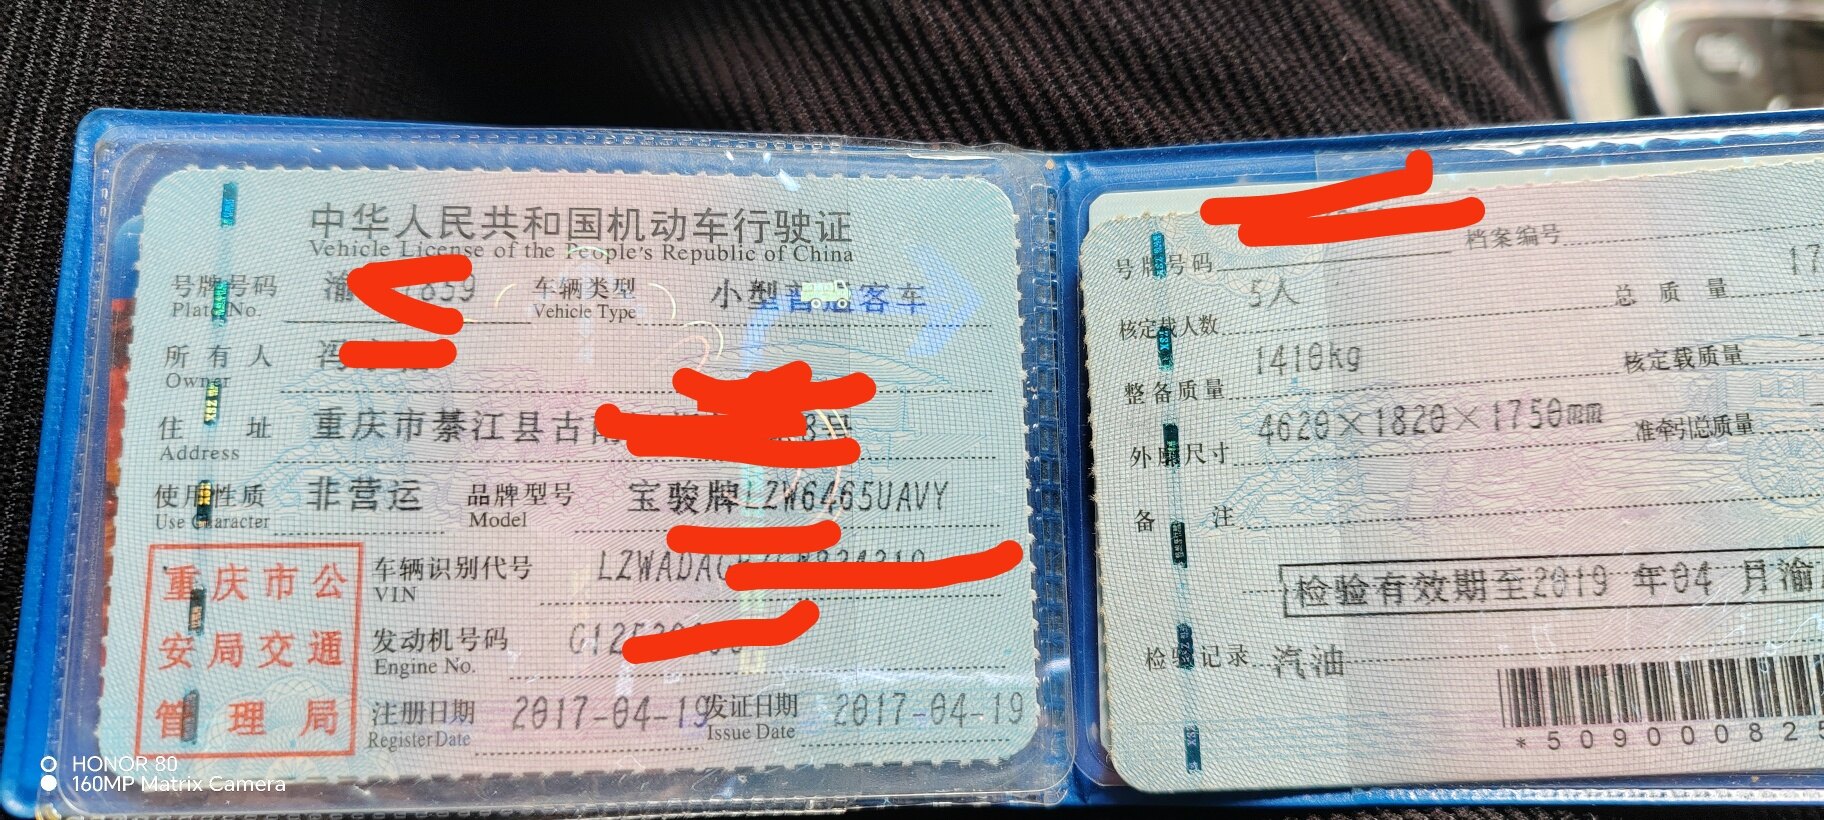 中华人民共和国机动车行驶证
Vehicle License of the People's Republic of China
号牌号码 渝 859 车辆类型 小型普通客车
Plate No. Vehicle Type
所有人 冯
Owner
住址 重庆市綦江县古
Address
使用性质 非营运 品牌型号 宝骏牌LZW6465UAVY
Use Character Model
重庆市公
安局交通
管理局
车辆识别代号 LZWADAG
VIN
发动机号码 G125
Engine No.
注册日期 2017-04-19 发证日期 2017-04-19
Register Date Issue Date
号牌号码 档案编号 17
核定载人数 5人 总质量
整备质量 1410kg 核定载质量
外廓尺寸 4620×1820×1750mm 准牵引总质量
备注
检验有效期至2019 年04 月渝
检验记录 汽油
*50900082
HONOR 80
160MP Matrix Camera